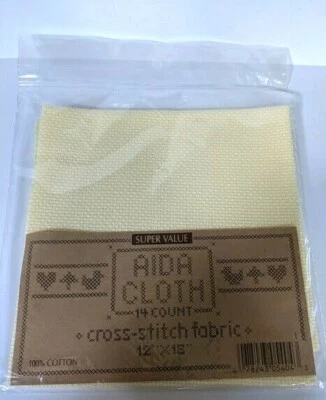 SUPER VALUE
AIDA
CLOTH
14 COUNT
cross-stitch fabric
12" X 18"
100% COTTON